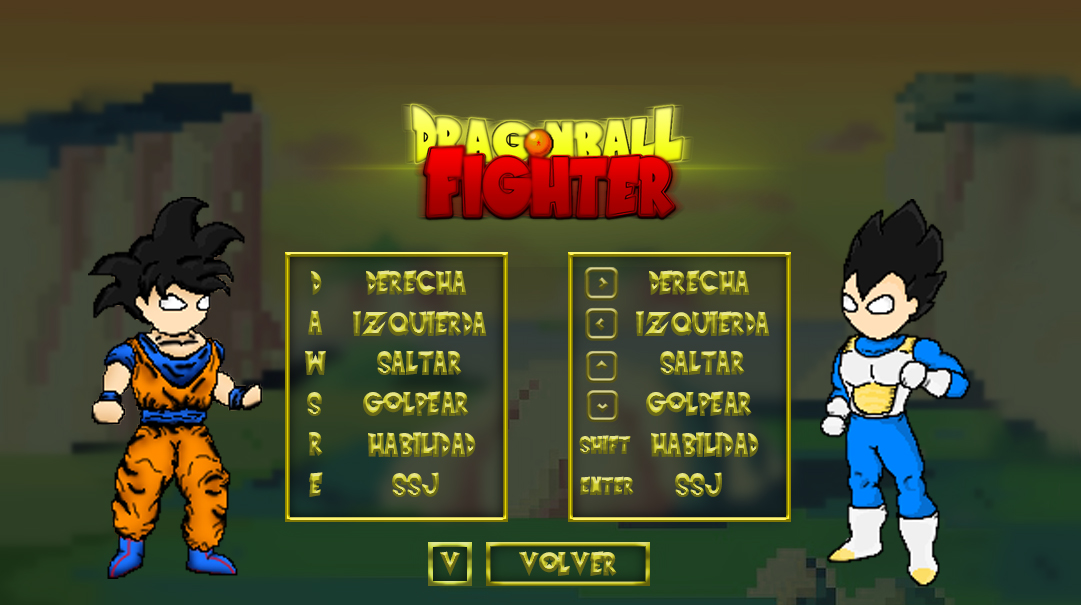 DRAGONBALL
FIGHTER
D DERECHA
A IZQUIERDA
W SALTAR
S GOLPEAR
R HABILIDAD
E SSJ
> DERECHA
< IZQUIERDA
^ SALTAR
⌄ GOLPEAR
SHIFT HABILIDAD
ENTER SSJ
V VOLVER